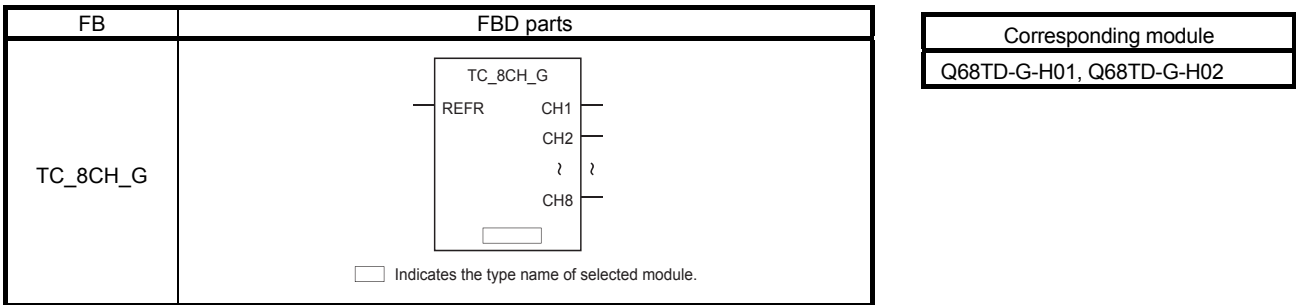 FB FBD parts
TC_8CH_G
TC_8CH_G
REFR CH1
CH2
~ ~
CH8
Indicates the type name of selected module.
Corresponding module
Q68TD-G-H01, Q68TD-G-H02